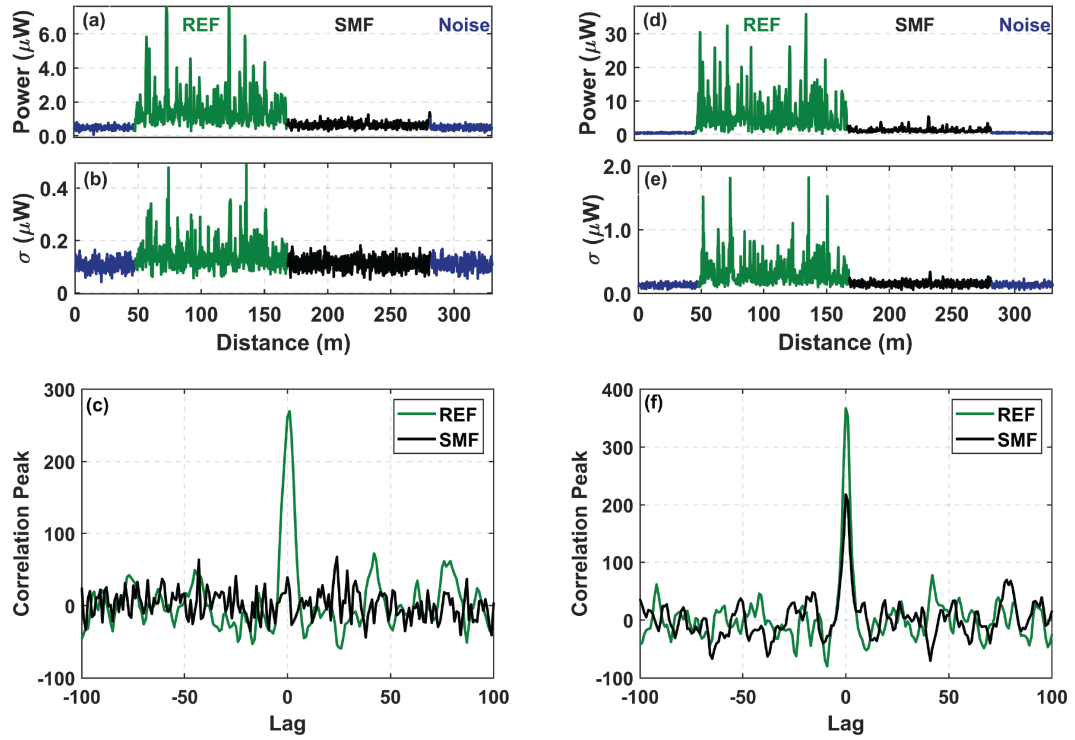 (a)
REF
SMF
Noise
Power (μW)
6.0
4.0
2.0
0.0
(b)
σ (μW)
0.4
0.2
0
0
50
100
150
200
250
300
Distance (m)
(d)
REF
SMF
Noise
Power (μW)
30
20
10
0
(e)
σ (μW)
2.0
1.0
0.0
0
50
100
150
200
250
300
Distance (m)
(c)
REF
SMF
Correlation Peak
300
200
100
0
-100
-100
-50
0
50
100
Lag
(f)
REF
SMF
Correlation Peak
400
300
200
100
0
-100
-100
-50
0
50
100
Lag